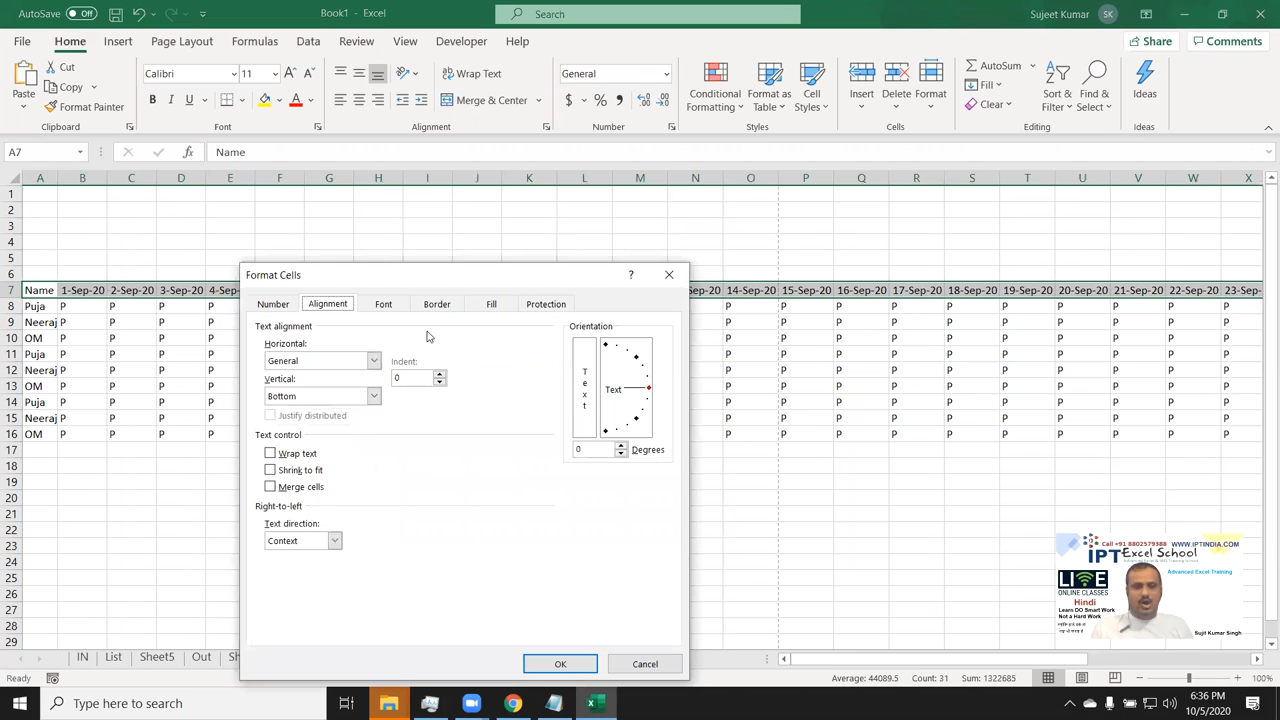 AutoSave Off Book1 - Excel Search Sujeet Kumar SK
File Home Insert Page Layout Formulas Data Review View Developer Help Share Comments
Paste Cut Copy Format Painter Clipboard
Calibri 11 B I U A Font
Wrap Text Merge & Center Alignment
General $ % Number
Conditional Formatting Format as Table Cell Styles Styles
Insert Delete Format Cells
AutoSum Fill Clear Sort & Filter Find & Select Editing
Ideas Ideas
A7 fx Name
A B C D E F G H I J K L M N O P Q R S T U V W X
1
2
3
4
5
6
Format Cells ?
7 Name 1-Sep-20 2-Sep-20 3-Sep-20 4-Sep 14-Sep-20 15-Sep-20 16-Sep-20 17-Sep-20 18-Sep-20 19-Sep-20 20-Sep-20 21-Sep-20 22-Sep-20 23-Sep
Number Alignment Font Border Fill Protection
8 Puja P P P P P P P P P P P P P P
9 Neeraj P P P P P P P P P P P P P P
10 OM P P P P P P P P P P P P P P
11 Puja P P P P P P P P P P P P P P
12 Neeraj P P P P P P P P P P P P P P
13 OM P P P P P P P P P P P P P P
14 Puja P P P P P P P P P P P P P P
15 Neeraj P P P P P P P P P P P P P P
16 OM P P P P P P P P P P P P P P
17
18
19
20
21
22
23
24
25
26
27
28
29
Text alignment
Horizontal:
General
Indent:
0
Vertical:
Bottom
Justify distributed
Text control
Wrap text
Shrink to fit
Merge cells
Right-to-left
Text direction:
Context
Orientation
Text
Text
0 Degrees
OK Cancel
Call +91 8802579388 WWW.IPTINDIA.COM
IPT Excel School
LIVE
ONLINE CLASSES
Hindi
Learn DO Smart Work
Not a Hard Work
Advanced Excel Training
Sujit Kumar Singh
IN List Sheet5 Out Sh
Ready Average: 44089.5 Count: 31 Sum: 1322685 100%
Type here to search
6:36 PM
10/5/2020